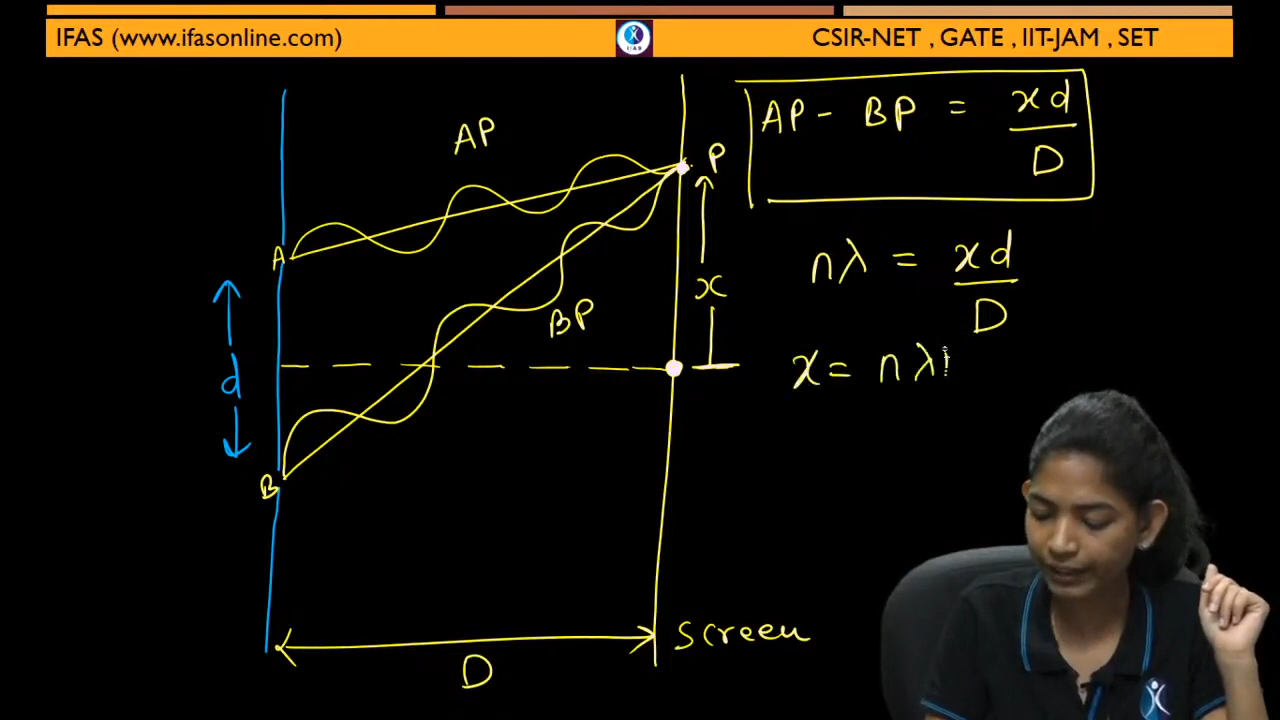 IFAS (www.ifasonline.com)
IFAS
CSIR-NET , GATE , IIT-JAM , SET
AP
AP - BP = xd/D
P
A
nλ = xd/D
x
BP
d
x = nλ
B
screen
D